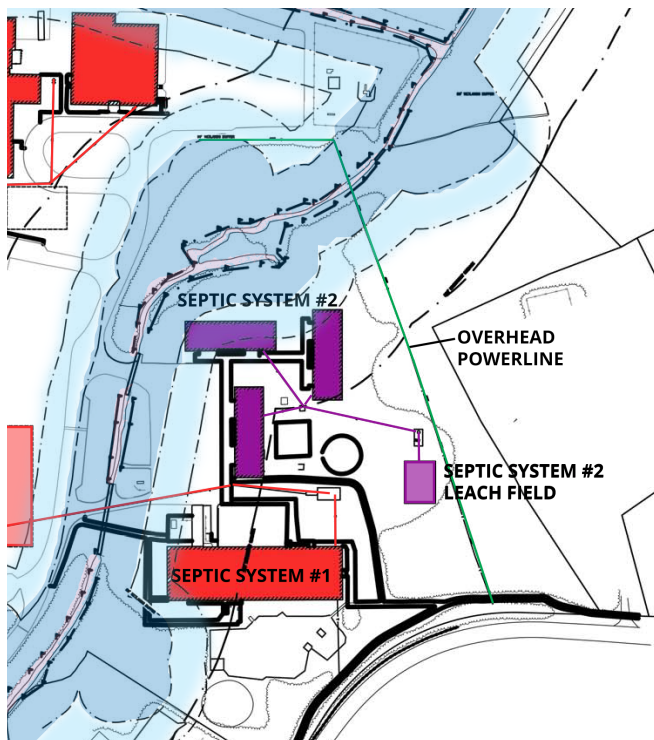 SEPTIC SYSTEM #2
OVERHEAD
POWERLINE
SEPTIC SYSTEM #2
LEACH FIELD
SEPTIC SYSTEM #1